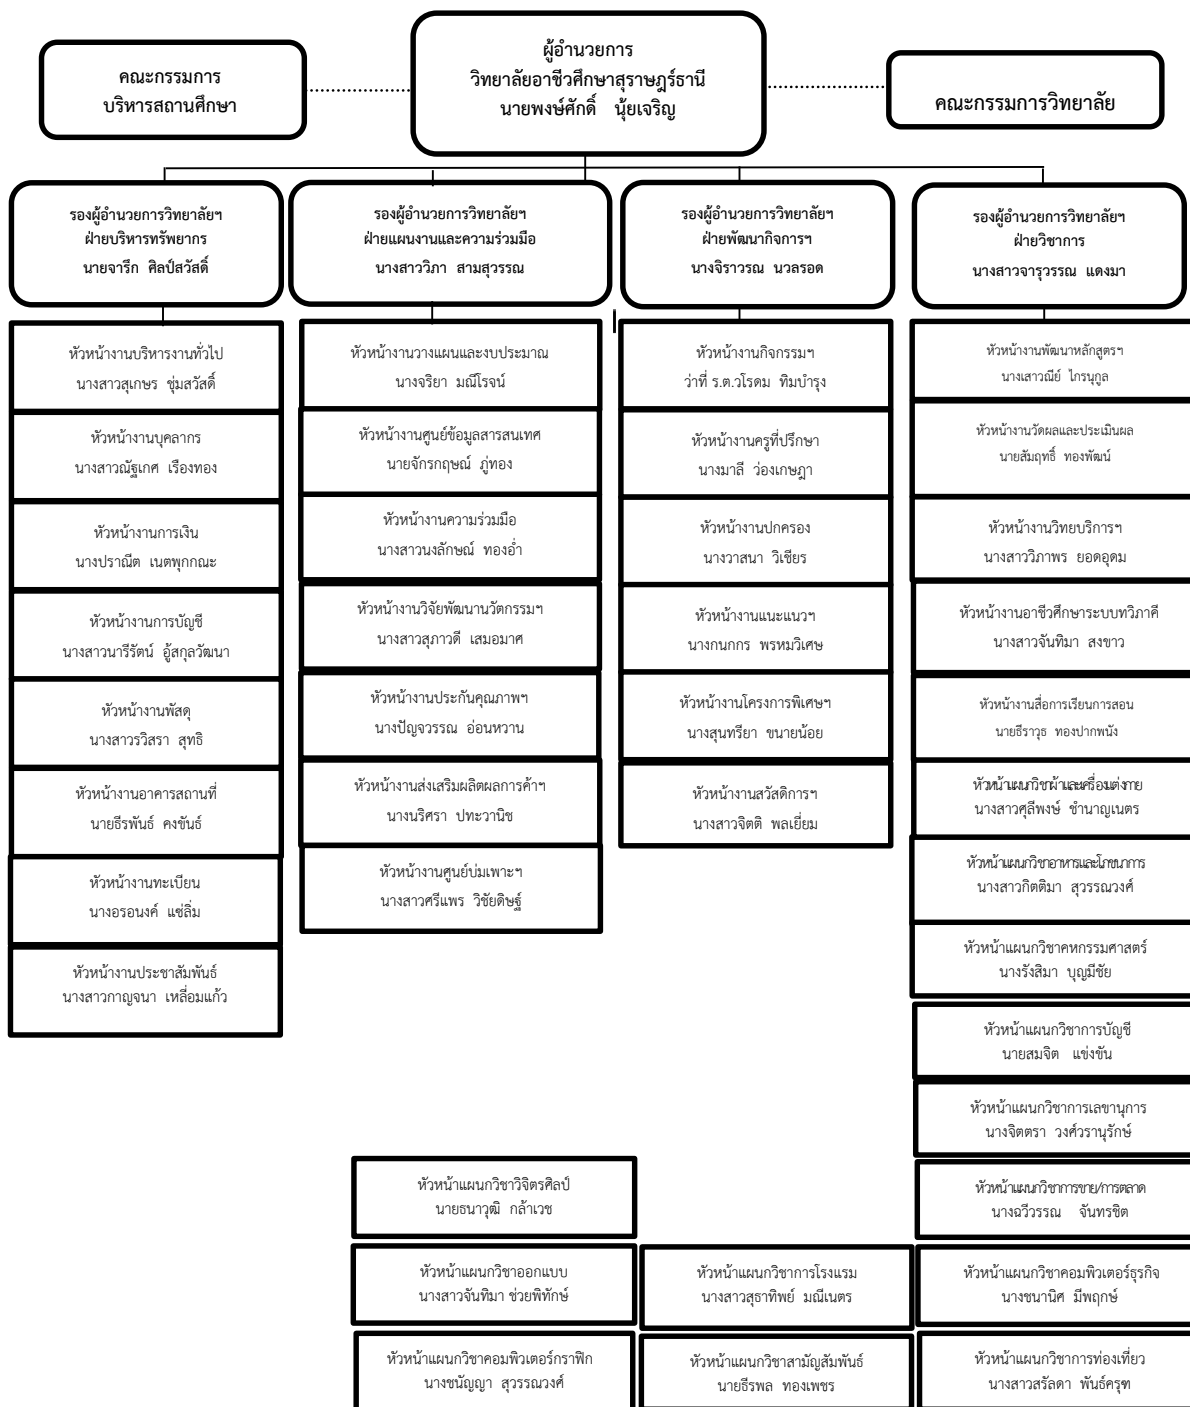 ผู้อำนวยการ
วิทยาลัยอาชีวศึกษาสุราษฎร์ธานี
นายพงษ์ศักดิ์ นุ้ยเจริญ
คณะกรรมการ
บริหารสถานศึกษา
คณะกรรมการวิทยาลัย
รองผู้อำนวยการวิทยาลัยฯ
ฝ่ายบริหารทรัพยากร
นายจารึก ศิลป์สวัสดิ์
รองผู้อำนวยการวิทยาลัยฯ
ฝ่ายแผนงานและความร่วมมือ
นางสาววิภา สามสุวรรณ
รองผู้อำนวยการวิทยาลัยฯ
ฝ่ายพัฒนากิจการฯ
นางจิราวรณ นวลรอด
รองผู้อำนวยการวิทยาลัยฯ
ฝ่ายวิชาการ
นางสาวจารุวรรณ แดงมา
หัวหน้างานบริหารงานทั่วไป
นางสาวสุเกษร ชุ่มสวัสดิ์
หัวหน้างานบุคลากร
นางสาวณัฐเกศ เรืองทอง
หัวหน้างานการเงิน
นางปราณีต เนตพุกกณะ
หัวหน้างานการบัญชี
นางสาวนารีรัตน์ อู้สกุลวัฒนา
หัวหน้างานพัสดุ
นางสาวรวิสรา สุทธิ
หัวหน้างานอาคารสถานที่
นายธีรพันธ์ คงขันธ์
หัวหน้างานทะเบียน
นางอรอนงค์ แซ่ลิ่ม
หัวหน้างานประชาสัมพันธ์
นางสาวกาญจนา เหลื่อมแก้ว
หัวหน้างานวางแผนและงบประมาณ
นางจริยา มณีโรจน์
หัวหน้างานศูนย์ข้อมูลสารสนเทศ
นายจักรกฤษณ์ ภู่ทอง
หัวหน้างานความร่วมมือ
นางสาวนงลักษณ์ ทองอ่ำ
หัวหน้างานวิจัยพัฒนานวัตกรรมฯ
นางสาวสุภาวดี เสมอมาศ
หัวหน้างานประกันคุณภาพฯ
นางปัญจวรรณ อ่อนหวาน
หัวหน้างานส่งเสริมผลิตผลการค้าฯ
นางนริศรา ปทะวานิช
หัวหน้างานศูนย์บ่มเพาะฯ
นางสาวศรีแพร วิชัยดิษฐ์
หัวหน้างานกิจกรรมฯ
ว่าที่ ร.ต.วโรดม ทิมบำรุง
หัวหน้างานครูที่ปรึกษา
นางมาลี ว่องเกษฎา
หัวหน้างานปกครอง
นางวาสนา วิเชียร
หัวหน้างานแนะแนวฯ
นางกนกกร พรหมวิเศษ
หัวหน้างานโครงการพิเศษฯ
นางสุนทรียา ขนายน้อย
หัวหน้างานสวัสดิการฯ
นางสาวจิตติ พลเยี่ยม
หัวหน้างานพัฒนาหลักสูตรฯ
นางเสาวณีย์ ไกรนุกูล
หัวหน้างานวัดผลและประเมินผล
นายสัมฤทธิ์ ทองพัฒน์
หัวหน้างานวิทยบริการฯ
นางสาววิภาพร ยอดอุดม
หัวหน้างานอาชีวศึกษาระบบทวิภาคี
นางสาวจันทิมา สงขาว
หัวหน้างานสื่อการเรียนการสอน
นายธีราวุธ ทองปากพนัง
หัวหน้าแผนกวิชาผ้าและเครื่องแต่งกาย
นางสาวศุลีพงษ์ ชำนาญเนตร
หัวหน้าแผนกวิชาอาหารและโภชนาการ
นางสาวกิตติมา สุวรรณวงศ์
หัวหน้าแผนกวิชาคหกรรมศาสตร์
นางรังสิมา บุญมีชัย
หัวหน้าแผนกวิชาการบัญชี
นายสมจิต แข่งขัน
หัวหน้าแผนกวิชาการเลขานุการ
นางจิตตรา วงศ์วรานุรักษ์
หัวหน้าแผนกวิชาการขาย/การตลาด
นางฉวีวรรณ จันทรชิต
หัวหน้าแผนกวิชาวิจิตรศิลป์
นายธนาวุฒิ กล้าเวช
หัวหน้าแผนกวิชาออกแบบ
นางสาวจันทิมา ช่วยพิทักษ์
หัวหน้าแผนกวิชาการโรงแรม
นางสาวสุธาทิพย์ มณีเนตร
หัวหน้าแผนกวิชาคอมพิวเตอร์ธุรกิจ
นางชนานิศ มีพฤกษ์
หัวหน้าแผนกวิชาคอมพิวเตอร์กราฟิก
นางชนัญญา สุวรรณวงศ์
หัวหน้าแผนกวิชาสามัญสัมพันธ์
นายธีรพล ทองเพชร
หัวหน้าแผนกวิชาการท่องเที่ยว
นางสาวสรัลดา พันธ์ครุฑ